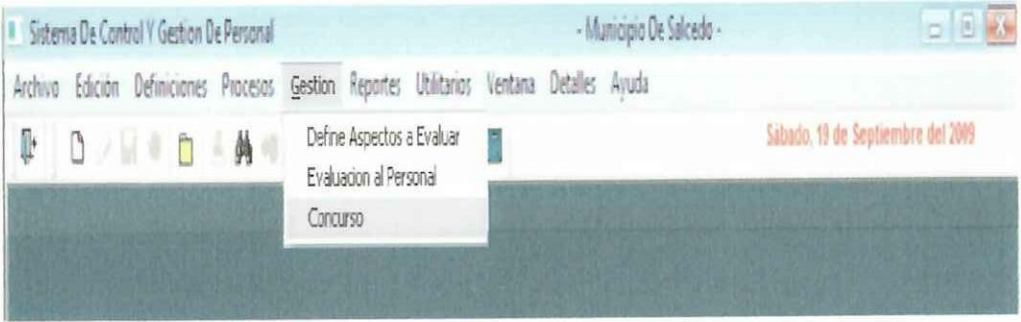 Sistema De Control Y Gestion De Personal - Municipio De Salcedo -
Archivo Edición Definiciones Procesos Gestion Reportes Utilitarios Ventana Detalles Ayuda
Sábado, 19 de Septiembre del 2009
Define Aspectos a Evaluar
Evaluacion al Personal
Concurso